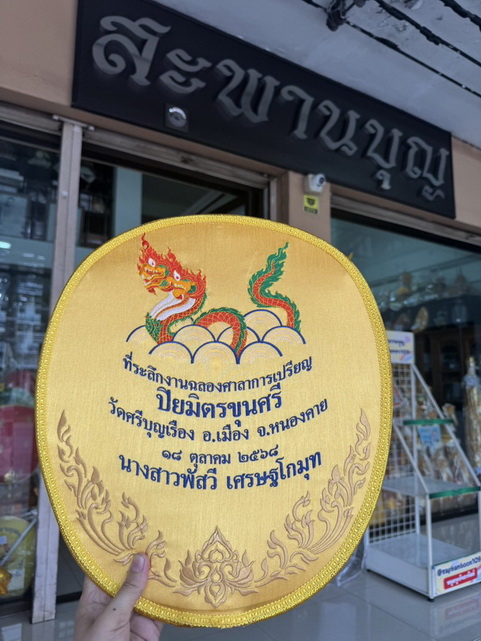 สะพานบุญ
ที่ระลึกงานฉลองศาลาการเปรียญ
ปิยมิตรขุนศรี
วัดศรีบุญเรือง อ.เมือง จ.หนองคาย
๑๘ ตุลาคม ๒๕๖๘
นางสาวพัสวี เศรษฐโกมุท